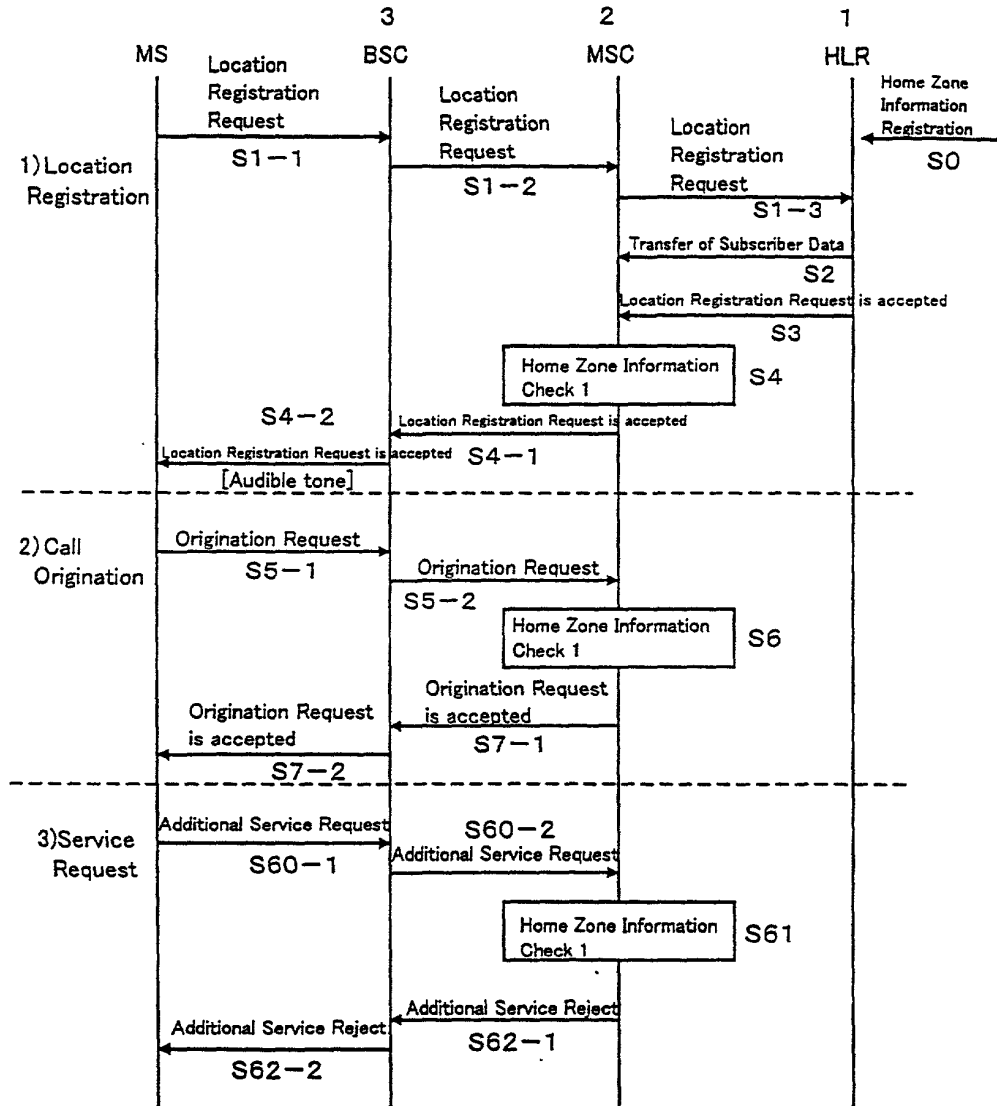 3
2
1
MS
BSC
MSC
HLR
Location
Registration
Request
S1-1
Location
Registration
Request
S1-2
Location
Registration
Request
S1-3
Home Zone
Information
Registration
S0
1) Location
Registration
Transfer of Subscriber Data
S2
Location Registration Request is accepted
S3
Home Zone Information
Check 1
S4
Location Registration Request is accepted
S4-1
S4-2
Location Registration Request is accepted
[Audible tone]
2) Call
Origination
Origination Request
S5-1
Origination Request
S5-2
Home Zone Information
Check 1
S6
Origination Request
is accepted
S7-1
Origination Request
is accepted
S7-2
3)Service
Request
Additional Service Request
S60-1
S60-2
Additional Service Request
Home Zone Information
Check 1
S61
Additional Service Reject
S62-1
Additional Service Reject
S62-2